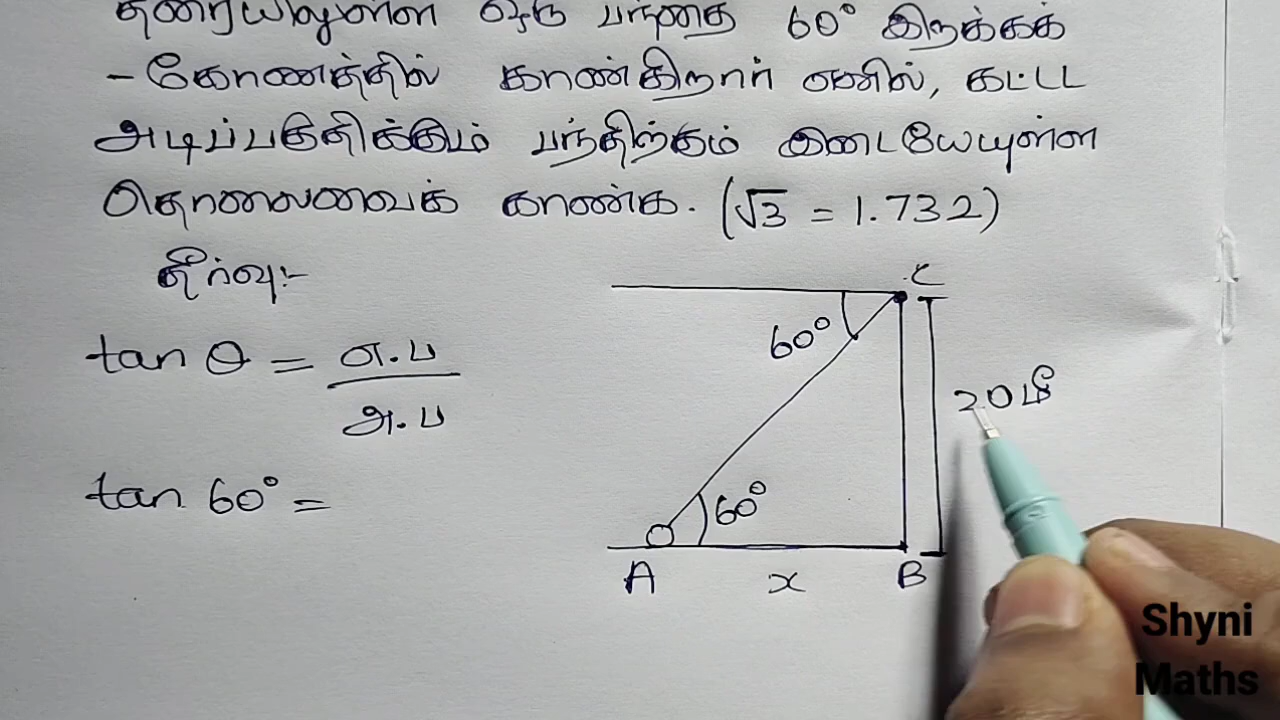 தரையிலுள்ள ஒரு பந்தை 60° இறக்கக்
- கோணத்தில் காண்கிறார் எனில், கட்டட
அடிப்பகுதிக்கும் பந்திற்கும் இடையேயுள்ள
தொலைவைக் காண்க. (√3 = 1.732)
தீர்வு:-
tan θ = எ.ப / அ.ப
tan 60° =
C
60°
20மீ
60°
A x B
Shyni
Maths